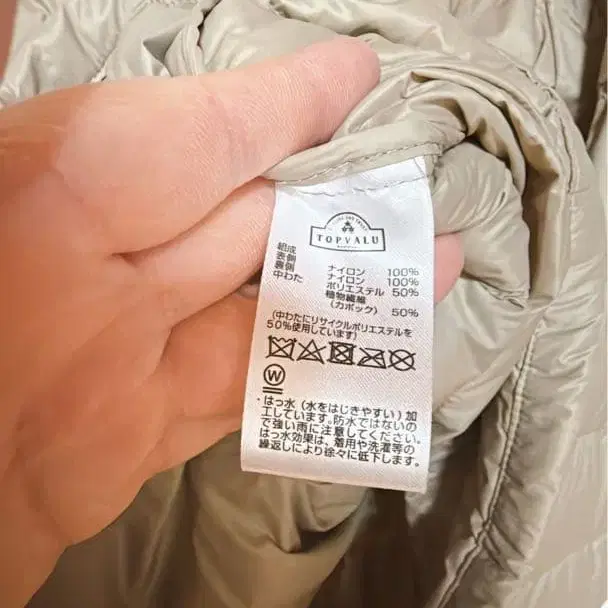 TOPVALU
組成
表側 ナイロン 100%
裏側 ナイロン 100%
中わた ポリエステル 50%
植物繊維
(カポック) 50%
(中わたにリサイクルポリエステルを
50%使用しています)
W
・はっ水(水をはじきやすい)加
工しています。防水ではないの
で強い雨に注意してください。
はっ水効果は、着用や洗濯等の
繰返しにより徐々に低下します。